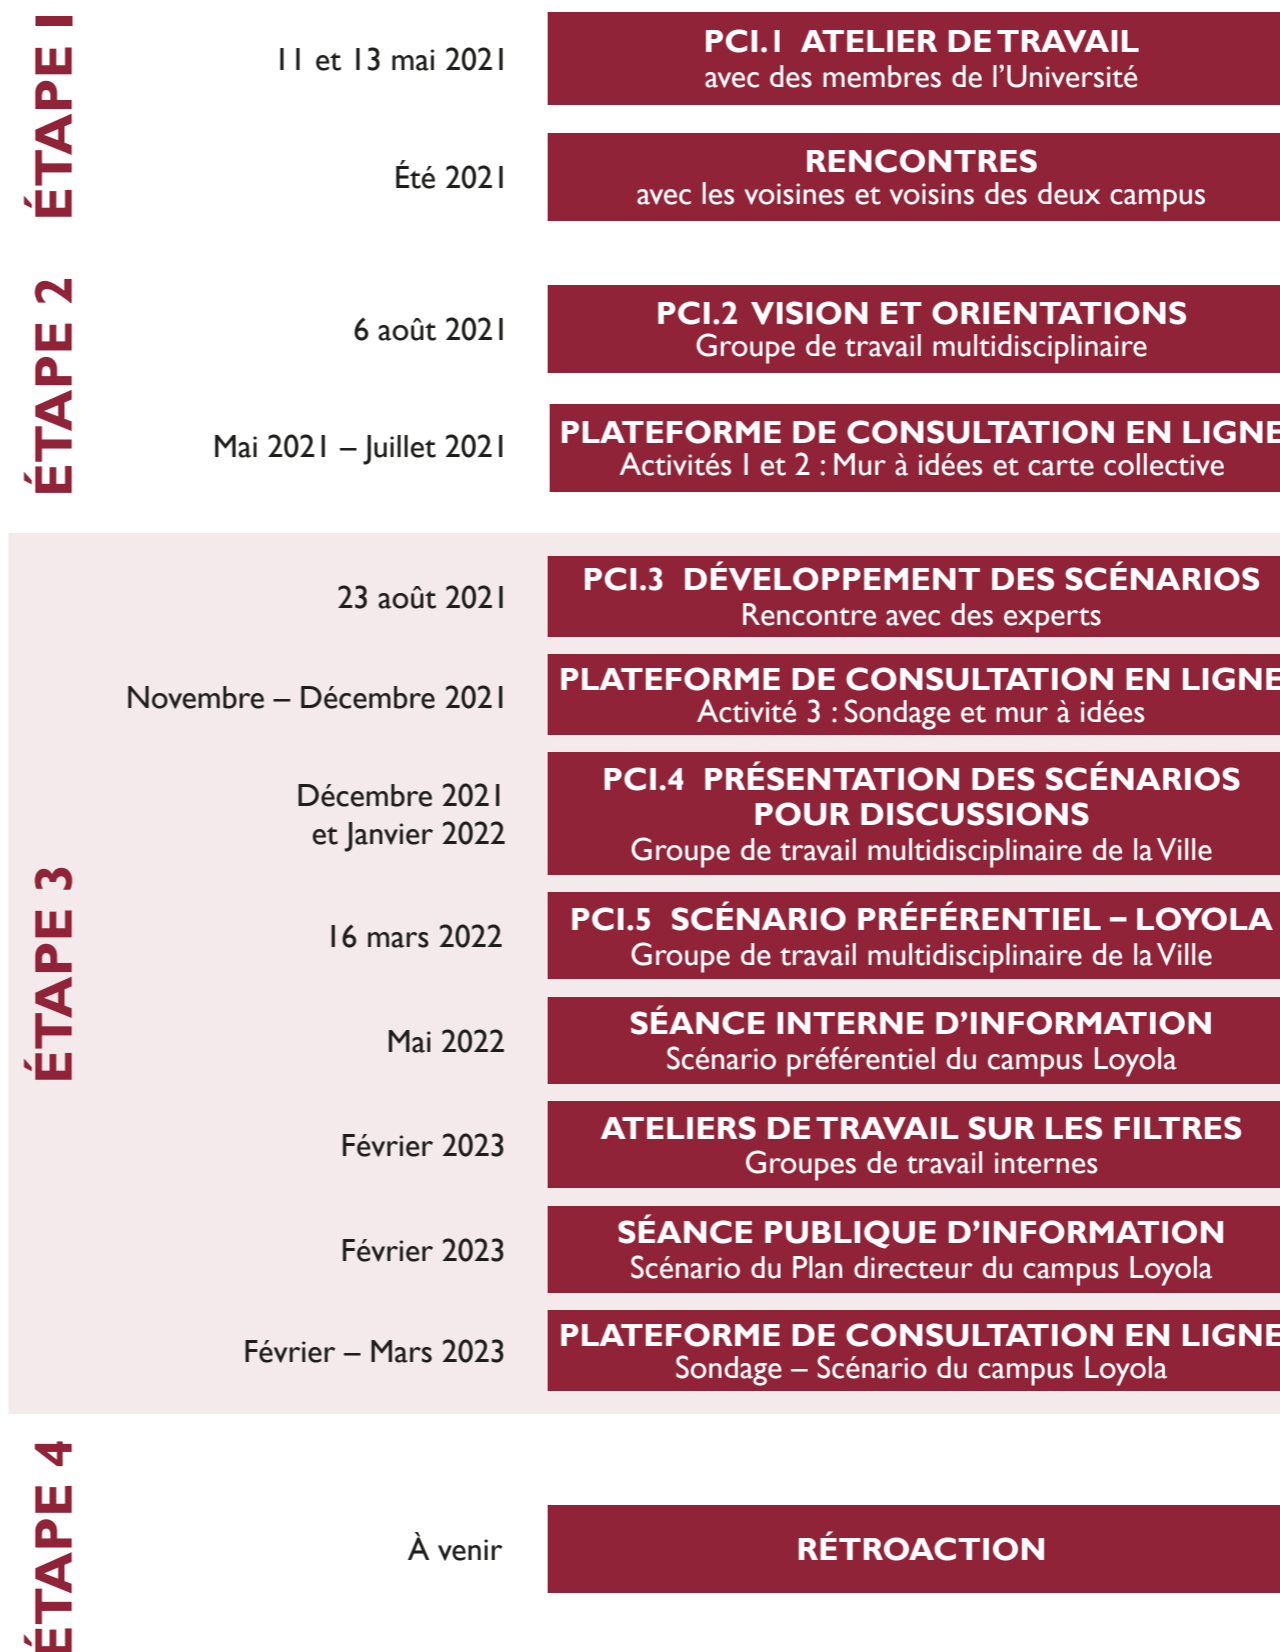 ÉTAPE 1
11 et 13 mai 2021
PCI.1 ATELIER DE TRAVAIL
avec des membres de l’Université
Été 2021
RENCONTRES
avec les voisines et voisins des deux campus
ÉTAPE 2
6 août 2021
PCI.2 VISION ET ORIENTATIONS
Groupe de travail multidisciplinaire
Mai 2021 – Juillet 2021
PLATEFORME DE CONSULTATION EN LIGNE
Activités 1 et 2 : Mur à idées et carte collective
ÉTAPE 3
23 août 2021
PCI.3 DÉVELOPPEMENT DES SCÉNARIOS
Rencontre avec des experts
Novembre – Décembre 2021
PLATEFORME DE CONSULTATION EN LIGNE
Activité 3 : Sondage et mur à idées
Décembre 2021
et Janvier 2022
PCI.4 PRÉSENTATION DES SCÉNARIOS
POUR DISCUSSIONS
Groupe de travail multidisciplinaire de la Ville
16 mars 2022
PCI.5 SCÉNARIO PRÉFÉRENTIEL – LOYOLA
Groupe de travail multidisciplinaire de la Ville
Mai 2022
SÉANCE INTERNE D’INFORMATION
Scénario préférentiel du campus Loyola
Février 2023
ATELIERS DE TRAVAIL SUR LES FILTRES
Groupes de travail internes
Février 2023
SÉANCE PUBLIQUE D’INFORMATION
Scénario du Plan directeur du campus Loyola
Février – Mars 2023
PLATEFORME DE CONSULTATION EN LIGNE
Sondage – Scénario du campus Loyola
ÉTAPE 4
À venir
RÉTROACTION